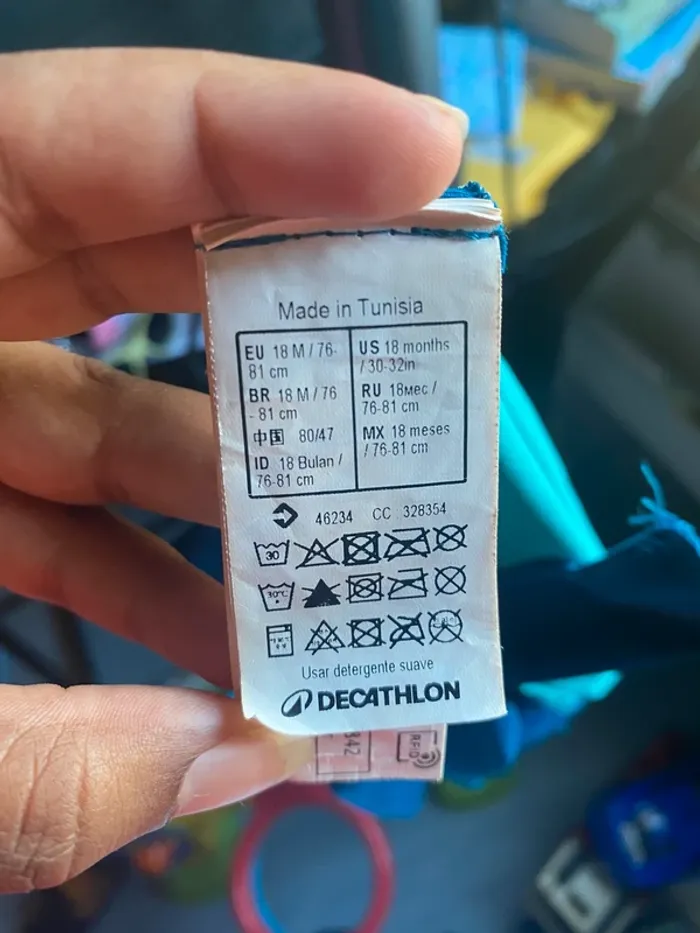 Made in Tunisia
EU 18 M / 76-
81 cm
BR 18 M / 76
- 81 cm
中国 80/47
ID 18 Bulan /
76-81 cm
US 18 months
/ 30-32in
RU 18мес /
76-81 cm
MX 18 meses
/ 76-81 cm
46234 CC 328354
30
30°C
Usar detergente suave
DECATHLON
342
RFID